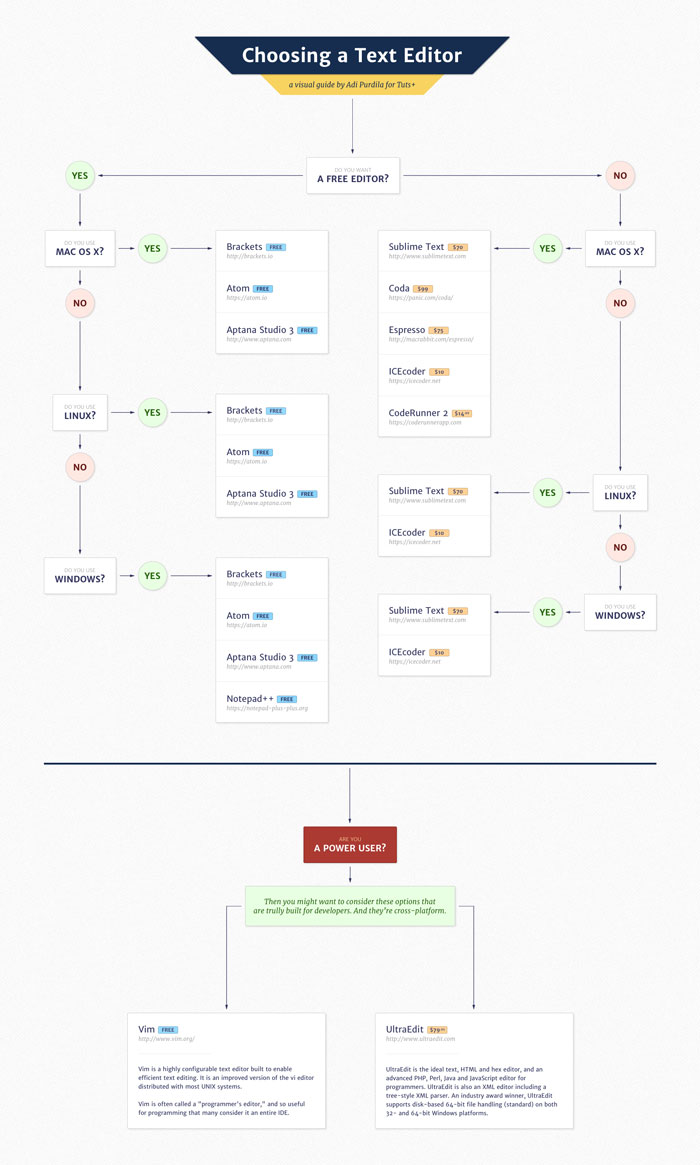 Choosing a Text Editor
a visual guide by Adi Purdila for Tuts+
DO YOU WANT
A FREE EDITOR?
YES
NO
DO YOU USE
MAC OS X?
YES
Brackets FREE
http://brackets.io
Atom FREE
https://atom.io
Aptana Studio 3 FREE
http://www.aptana.com
NO
DO YOU USE
LINUX?
YES
Brackets FREE
http://brackets.io
Atom FREE
https://atom.io
Aptana Studio 3 FREE
http://www.aptana.com
NO
DO YOU USE
WINDOWS?
YES
Brackets FREE
http://brackets.io
Atom FREE
https://atom.io
Aptana Studio 3 FREE
http://www.aptana.com
Notepad++ FREE
https://notepad-plus-plus.org
DO YOU USE
MAC OS X?
YES
Sublime Text $70
http://www.sublimetext.com
Coda $99
https://panic.com/coda/
Espresso $75
http://macrabbit.com/espresso/
ICEcoder $10
https://icecoder.net
CodeRunner 2 $14.99
https://coderunnerapp.com
NO
DO YOU USE
LINUX?
YES
Sublime Text $70
http://www.sublimetext.com
ICEcoder $10
https://icecoder.net
NO
DO YOU USE
WINDOWS?
YES
Sublime Text $70
http://www.sublimetext.com
ICEcoder $10
https://icecoder.net
ARE YOU
A POWER USER?
Then you might want to consider these options that
are trully built for developers. And they're cross-platform.
Vim FREE
http://www.vim.org/
Vim is a highly configurable text editor built to enable
efficient text editing. It is an improved version of the vi editor
distributed with most UNIX systems.
Vim is often called a "programmer's editor," and so useful
for programming that many consider it an entire IDE.
UltraEdit
http://www.ultraedit.com
UltraEdit is the ideal text, HTML and hex editor, and an
advanced PHP, Perl, Java and JavaScript editor for
programmers. UltraEdit is also an XML editor including a
tree-style XML parser. An industry award winner, UltraEdit
supports disk-based 64-bit file handling (standard) on both
32- and 64-bit Windows platforms.